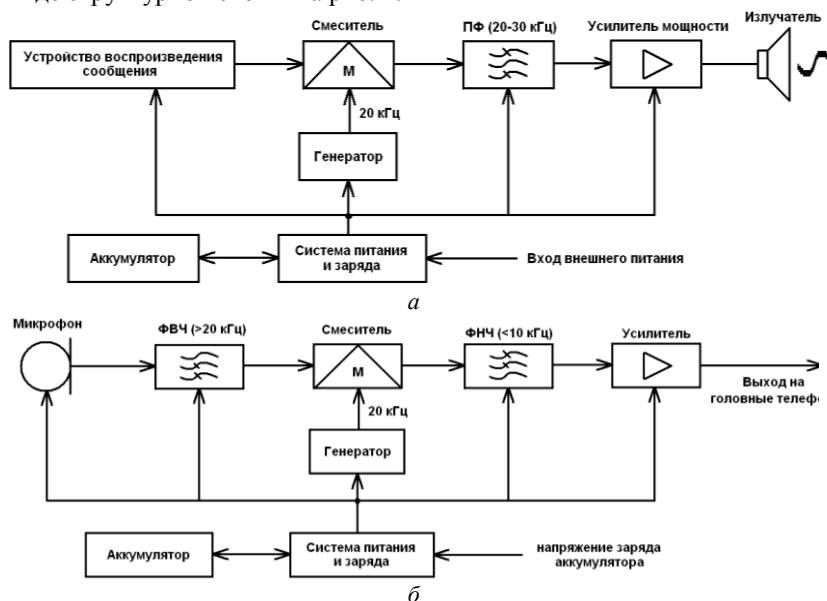 Излучатель
Смеситель
ПФ (20-30 кГц)
Усилитель мощности
Устройство воспроизведения
сообщения
М
20 кГц
Генератор
Аккумулятор
Система питания
и заряда
Вход внешнего питания
а
Микрофон
ФВЧ (>20 кГц)
Смеситель
ФНЧ (<10 кГц)
Усилитель
М
20 кГц
Выход на
головные
Генератор
Аккумулятор
Система питания
и заряда
напряжение заряда
аккумулятора
б